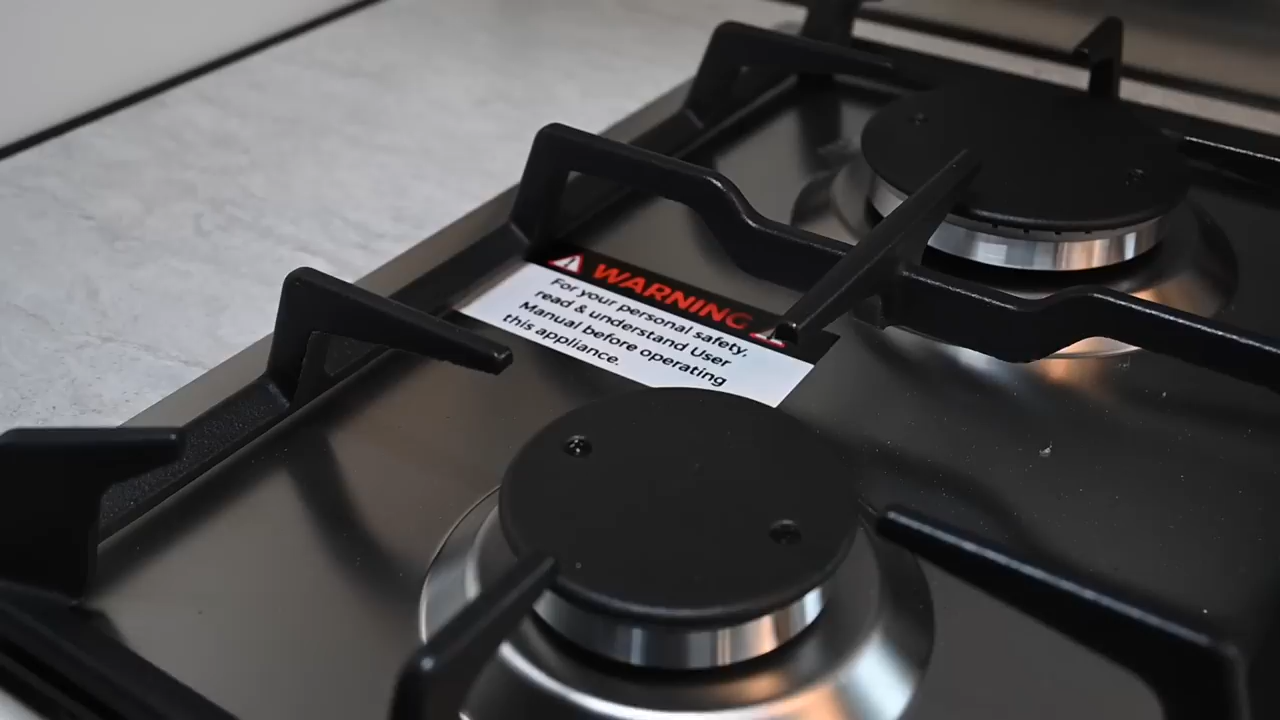 WARNING
For your personal safety,
read & understand User
Manual before operating
this appliance.